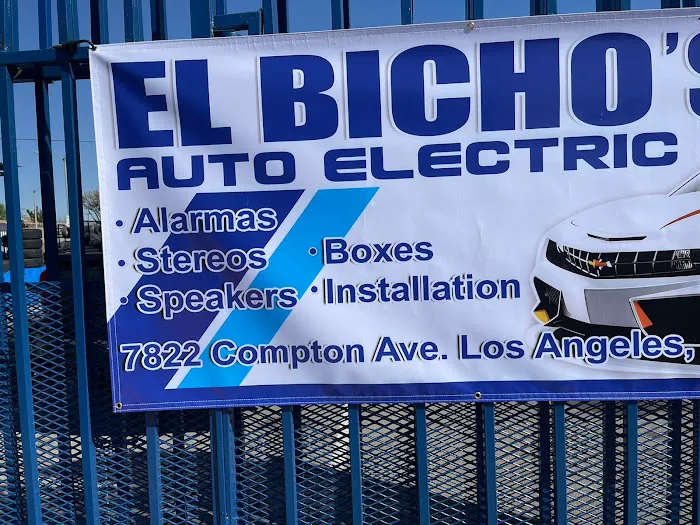 EL BICHO'S
AUTO ELECTRIC
• Alarmas
• Stereos
• Speakers
• Boxes
• Installation
7822 Compton Ave. Los Angeles,